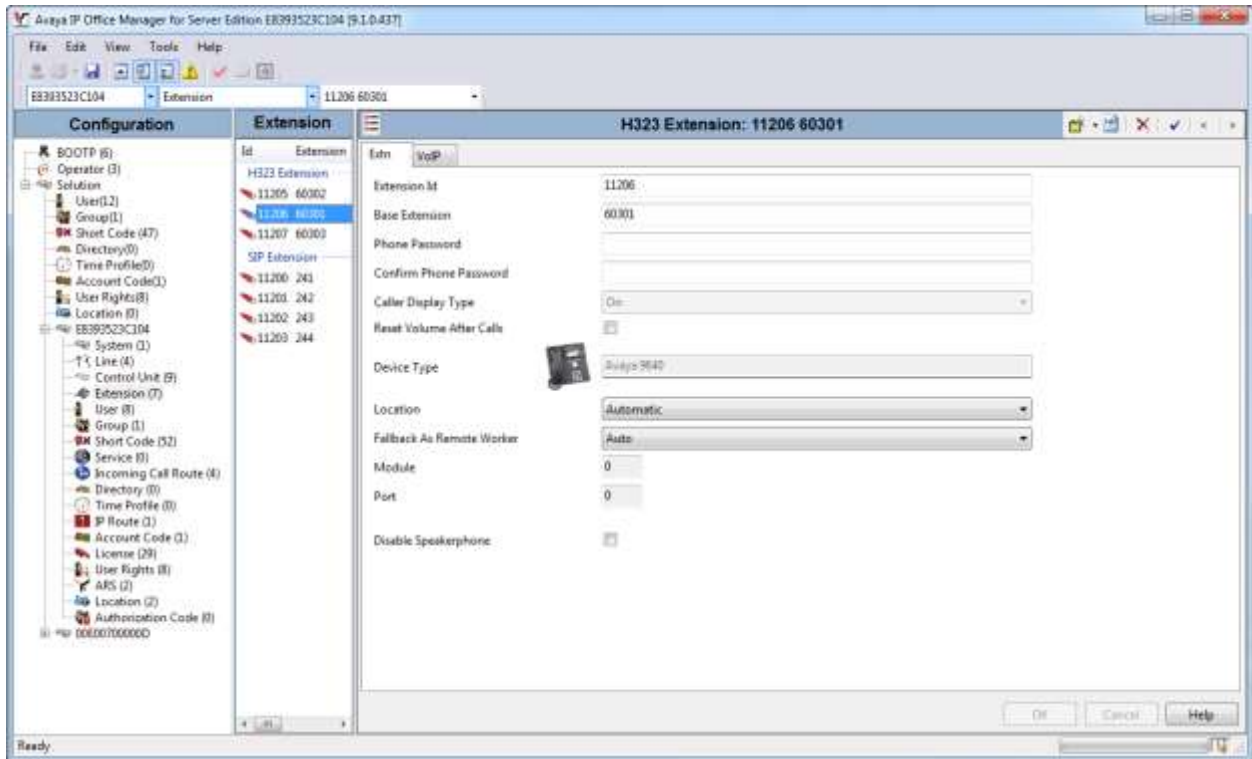 Avaya IP Office Manager for Server Edition E8393523C104 [9.1.0.437]
File Edit View Tools Help
E8393523C104 Extension 11206 60301
Configuration
BOOTP (6)
Operator (3)
Solution
User(12)
Group(1)
Short Code (47)
Directory(0)
Time Profile(0)
Account Code(1)
User Rights(8)
Location (0)
E8393523C104
System (1)
Line (4)
Control Unit (9)
Extension (7)
User (8)
Group (1)
Short Code (52)
Service (0)
Incoming Call Route (4)
Directory (0)
Time Profile (0)
IP Route (1)
Account Code (1)
License (29)
User Rights (8)
ARS (2)
Location (2)
Authorization Code (0)
00E00700000D
Extension
Id Extension
H323 Extension
11205 60302
11206 60301
11207 60303
SIP Extension
11200 241
11201 242
11202 243
11203 244
H323 Extension: 11206 60301
Extn VoIP
Extension Id 11206
Base Extension 60301
Phone Password
Confirm Phone Password
Caller Display Type On
Reset Volume After Calls
Device Type Avaya 9640
Location Automatic
Fallback As Remote Worker Auto
Module 0
Port 0
Disable Speakerphone
OK Cancel Help
Ready